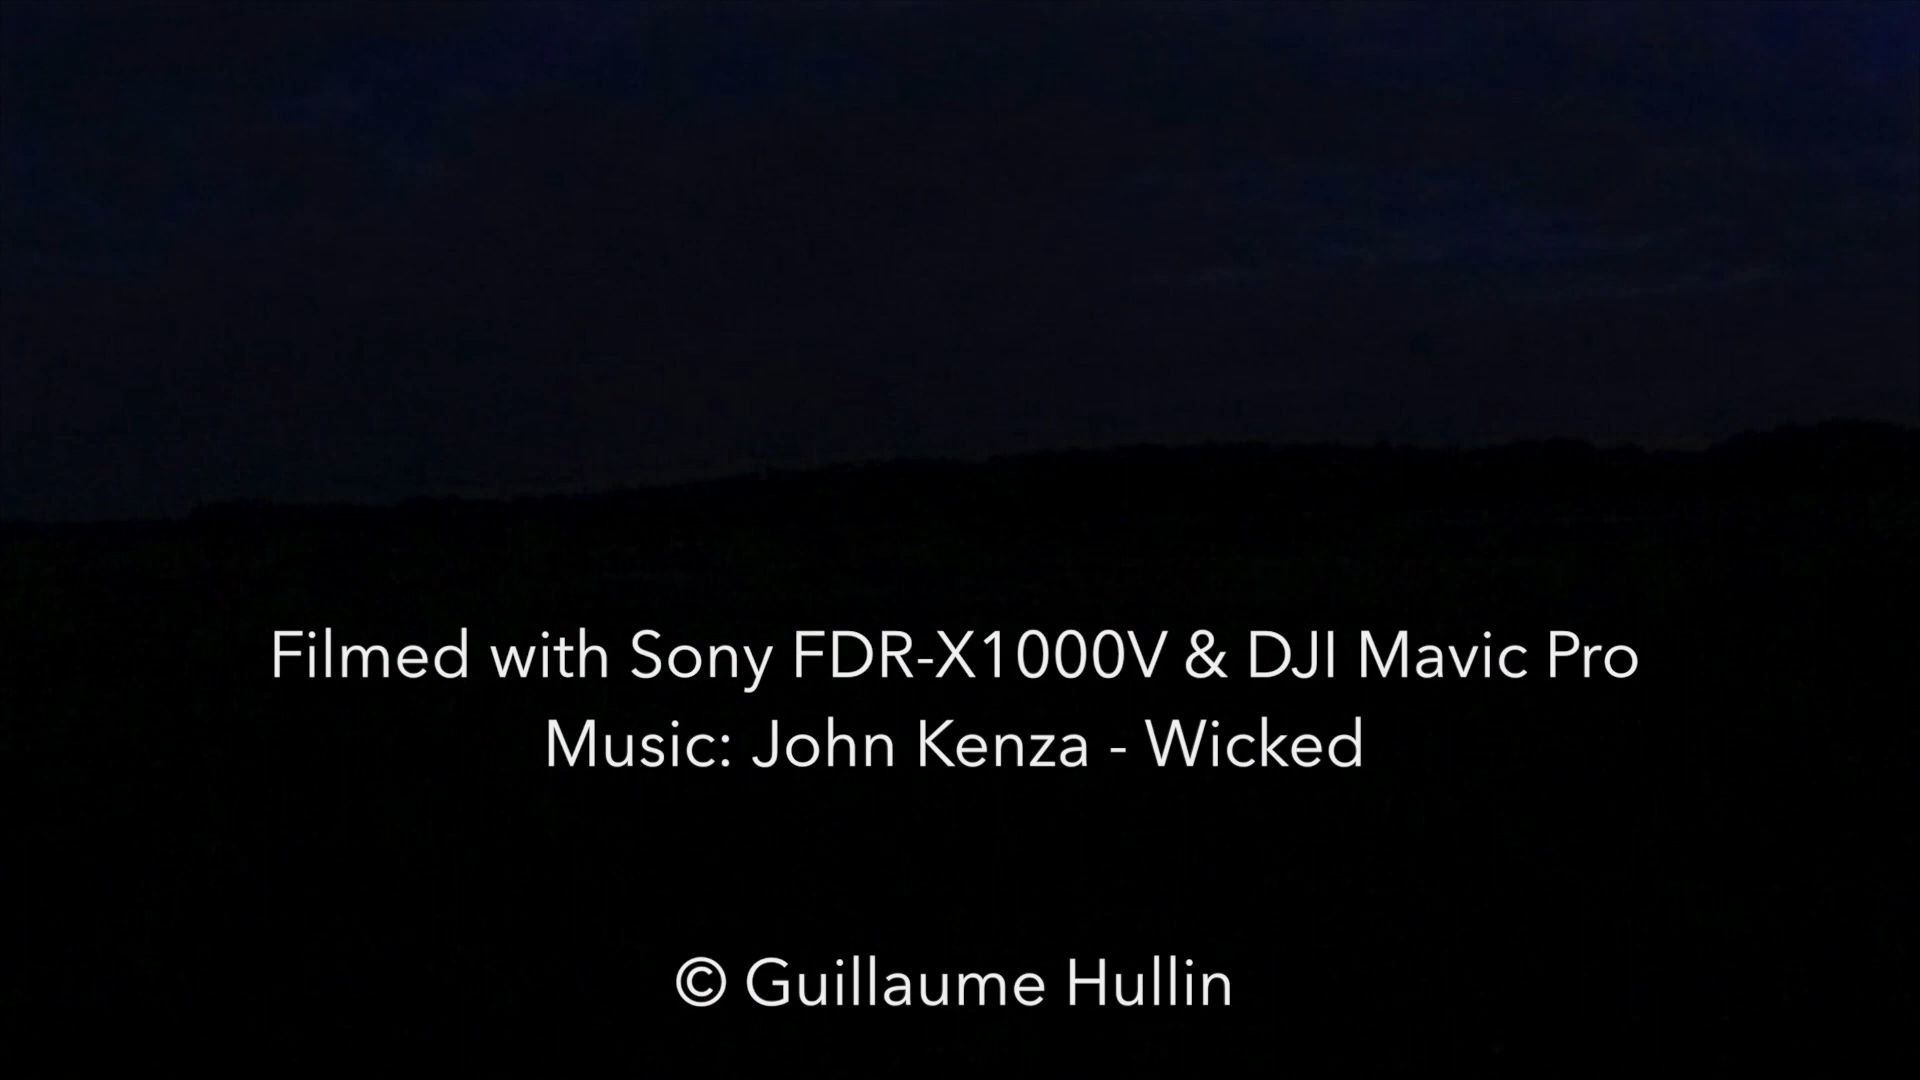 Filmed with Sony FDR-X1000V & DJI Mavic Pro
Music: John Kenza - Wicked
© Guillaume Hullin